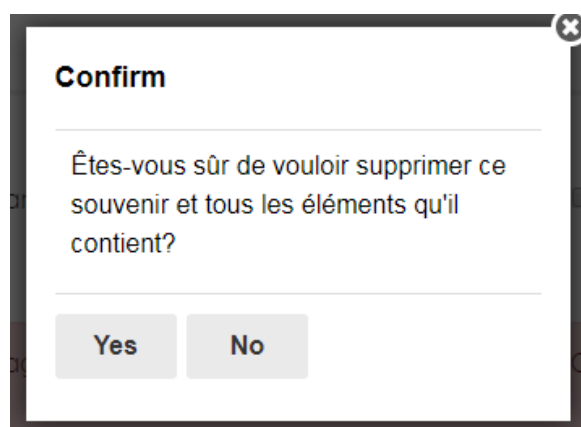 Confirm
Êtes-vous sûr de vouloir supprimer ce
souvenir et tous les éléments qu'il
contient?
Yes
No